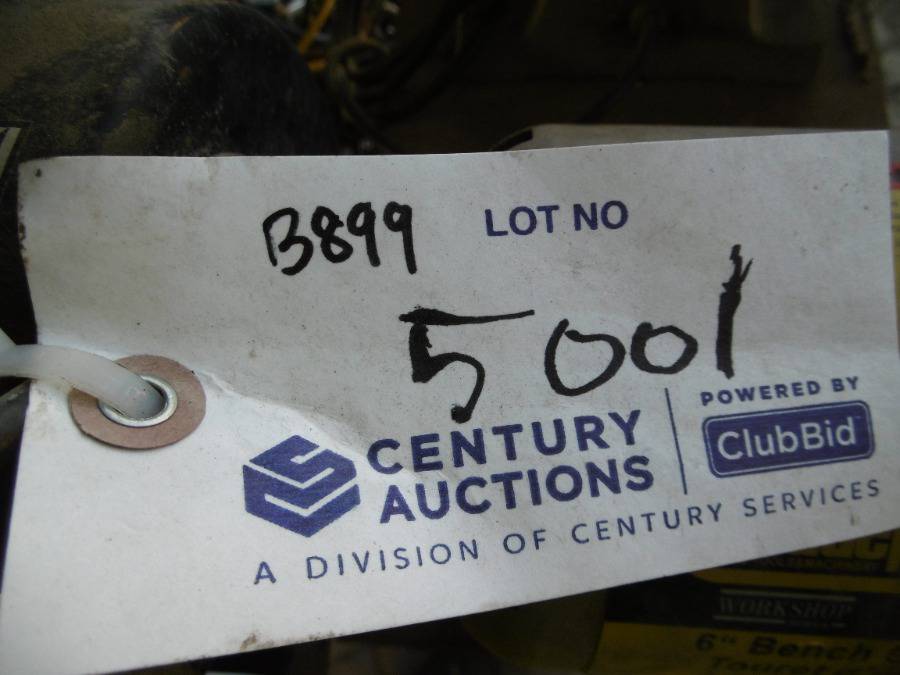 B899 LOT NO
5001
CENTURY
AUCTIONS
POWERED BY
ClubBid
A DIVISION OF CENTURY SERVICES
WORKSHOP
6" Bench